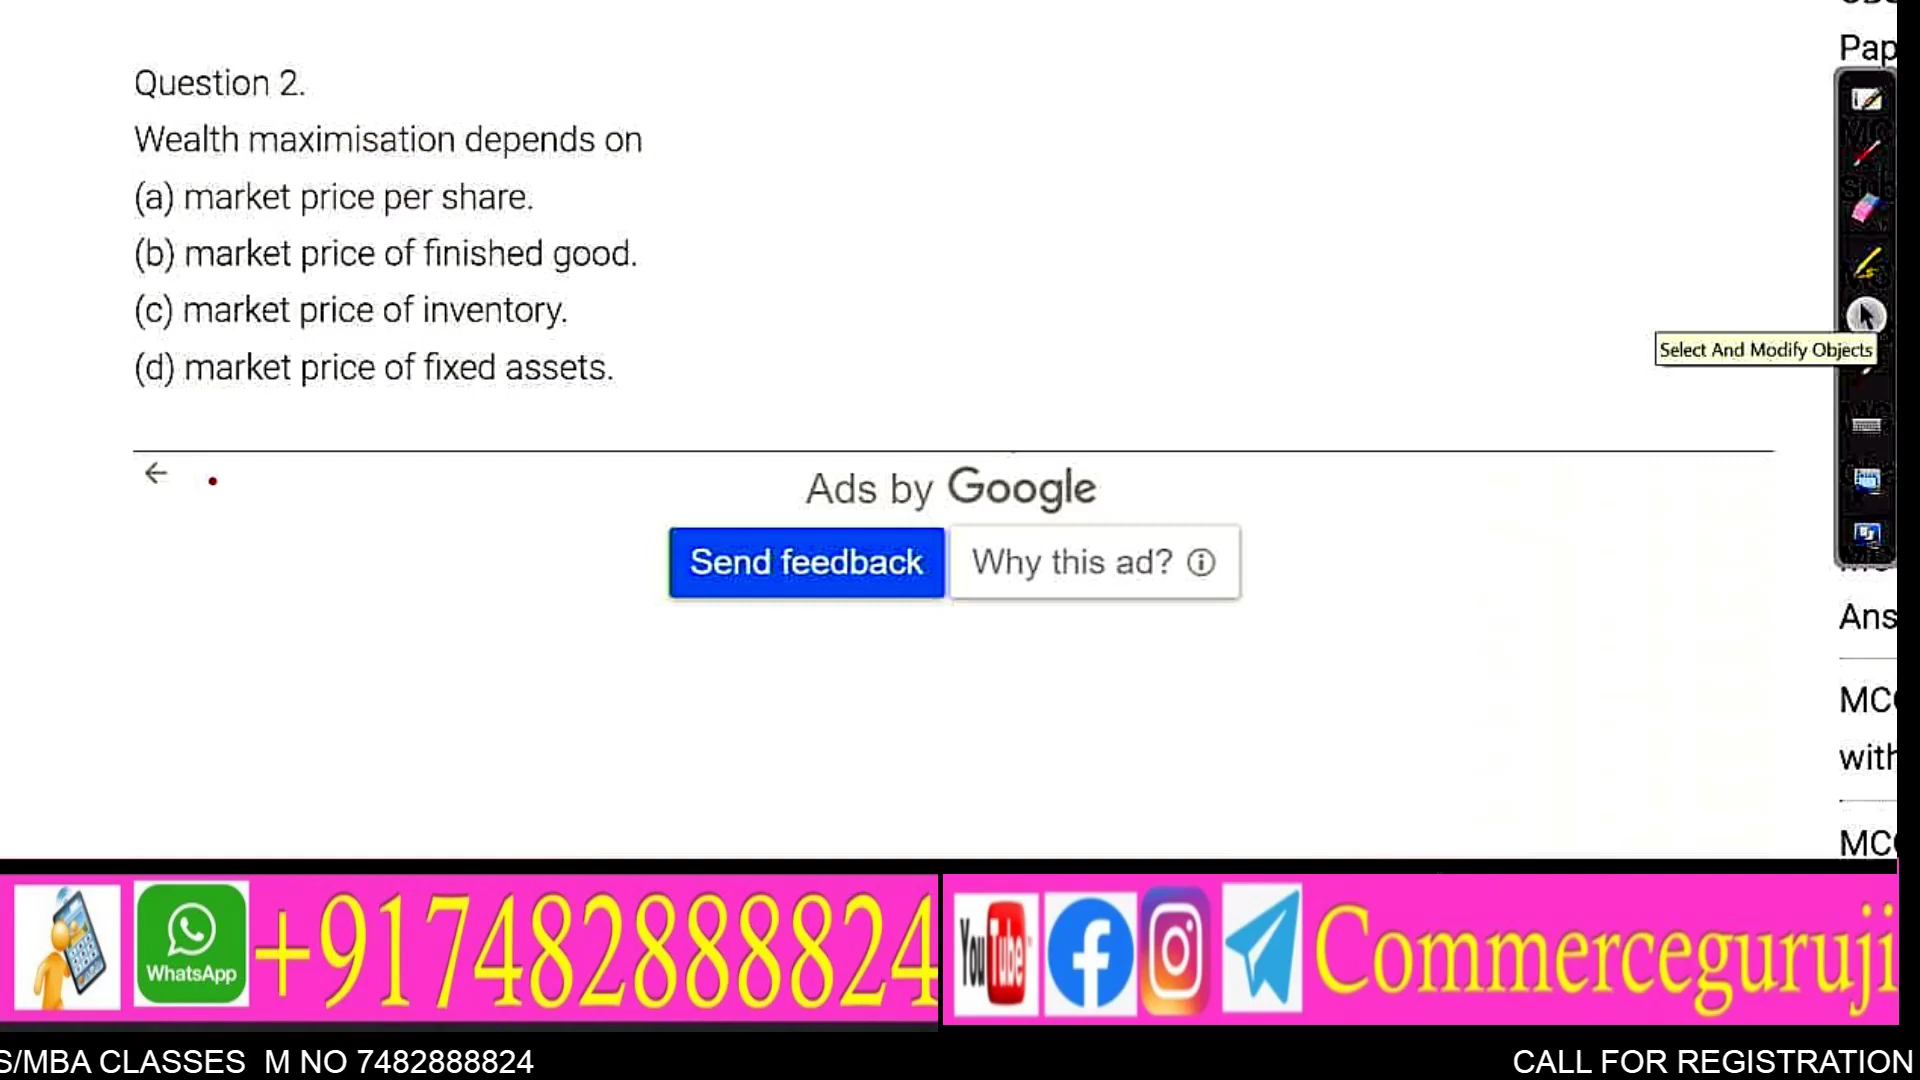 Pap
Question 2.
Wealth maximisation depends on
(a) market price per share.
(b) market price of finished good.
(c) market price of inventory.
(d) market price of fixed assets.
Select And Modify Objects
Ads by Google
Send feedback
Why this ad?
Ans
MC
with
MC
WhatsApp
+917482888824
YouTube
Commerceguruji
S/MBA CLASSES M NO 7482888824
CALL FOR REGISTRATION